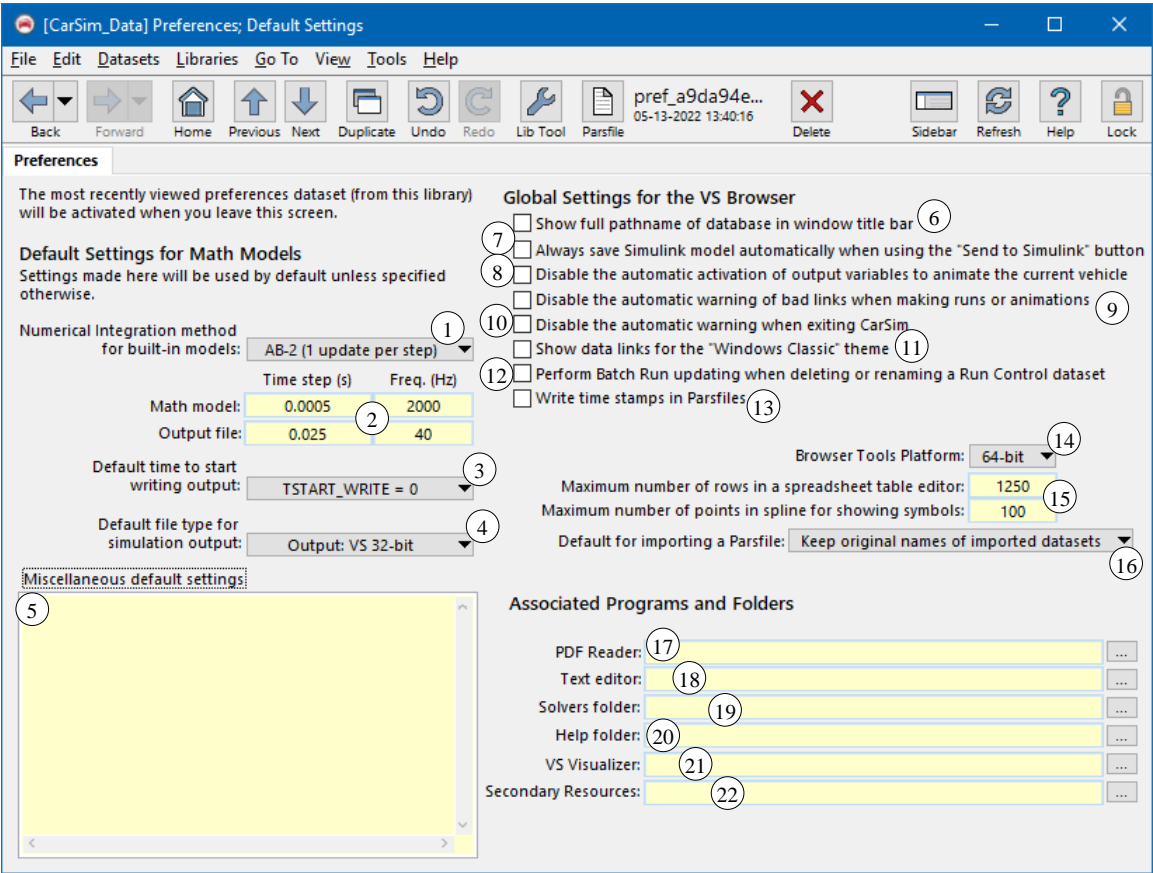 [CarSim_Data] Preferences; Default Settings
File Edit Datasets Libraries Go To View Tools Help
Back Forward Home Previous Next Duplicate Undo Redo Lib Tool Parsfile pref_a9da94e... 05-13-2022 13:40:16 Delete Sidebar Refresh Help Lock
Preferences
The most recently viewed preferences dataset (from this library)
will be activated when you leave this screen.
Default Settings for Math Models
Settings made here will be used by default unless specified
otherwise.
Numerical Integration method
for built-in models: AB-2 (1 update per step) 1
Time step (s) Freq. (Hz)
Math model: 0.0005 2000
2
Output file: 0.025 40
Default time to start
writing output: TSTART_WRITE = 0 3
Default file type for
simulation output: Output: VS 32-bit 4
Miscellaneous default settings
5
Global Settings for the VS Browser
Show full pathname of database in window title bar 6
7 Always save Simulink model automatically when using the "Send to Simulink" button
8 Disable the automatic activation of output variables to animate the current vehicle
Disable the automatic warning of bad links when making runs or animations 9
10 Disable the automatic warning when exiting CarSim
Show data links for the "Windows Classic" theme 11
12 Perform Batch Run updating when deleting or renaming a Run Control dataset
Write time stamps in Parsfiles 13
Browser Tools Platform: 64-bit 14
Maximum number of rows in a spreadsheet table editor: 1250
15
Maximum number of points in spline for showing symbols: 100
Default for importing a Parsfile: Keep original names of imported datasets 16
Associated Programs and Folders
PDF Reader: 17 ...
Text editor: 18 ...
Solvers folder: 19 ...
Help folder: 20 ...
VS Visualizer: 21 ...
Secondary Resources: 22 ...